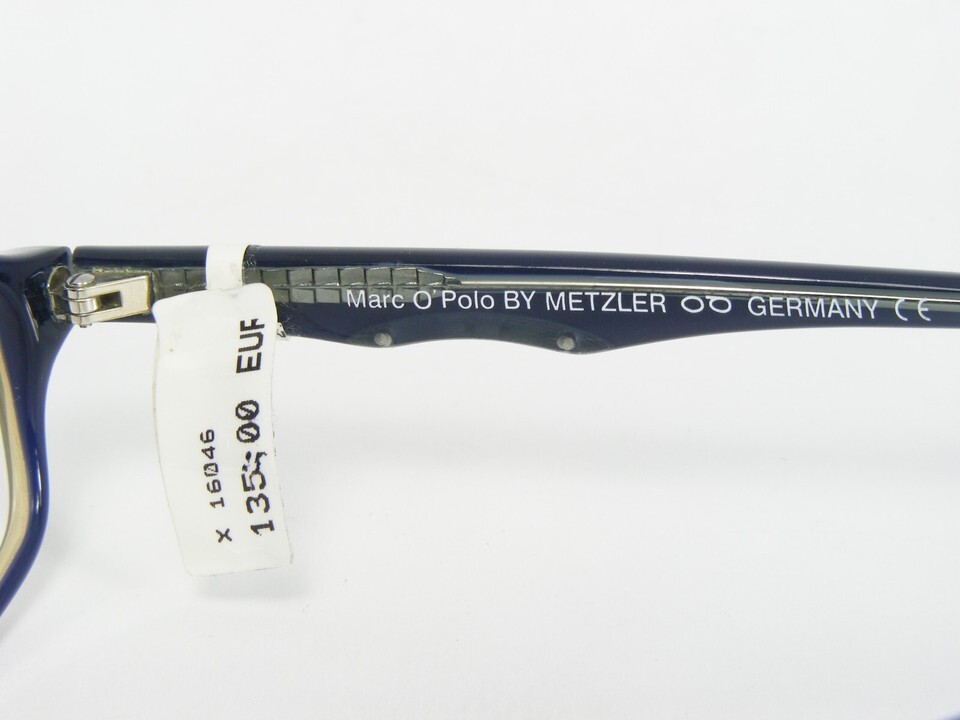 Marc O'Polo BY METZLER GERMANY CE
x 16046
135,00 EUR